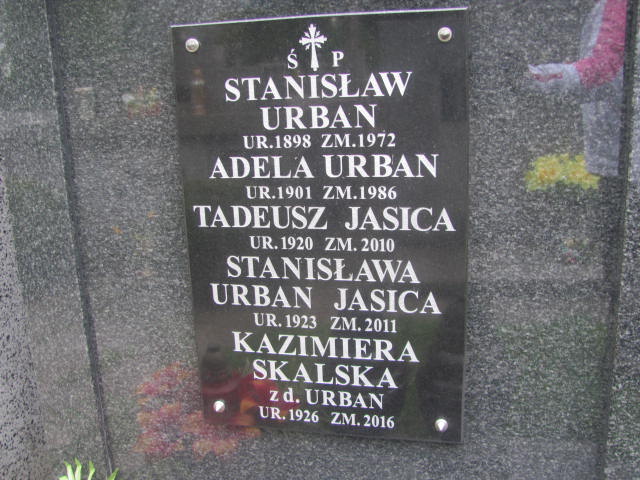 Ś P
STANISŁAW
URBAN
UR.1898 ZM.1972
ADELA URBAN
UR.1901 ZM.1986
TADEUSZ JASICA
UR.1920 ZM.2010
STANISŁAWA
URBAN JASICA
UR.1923 ZM.2011
KAZIMIERA
SKALSKA
z d. URBAN
UR.1926 ZM.2016